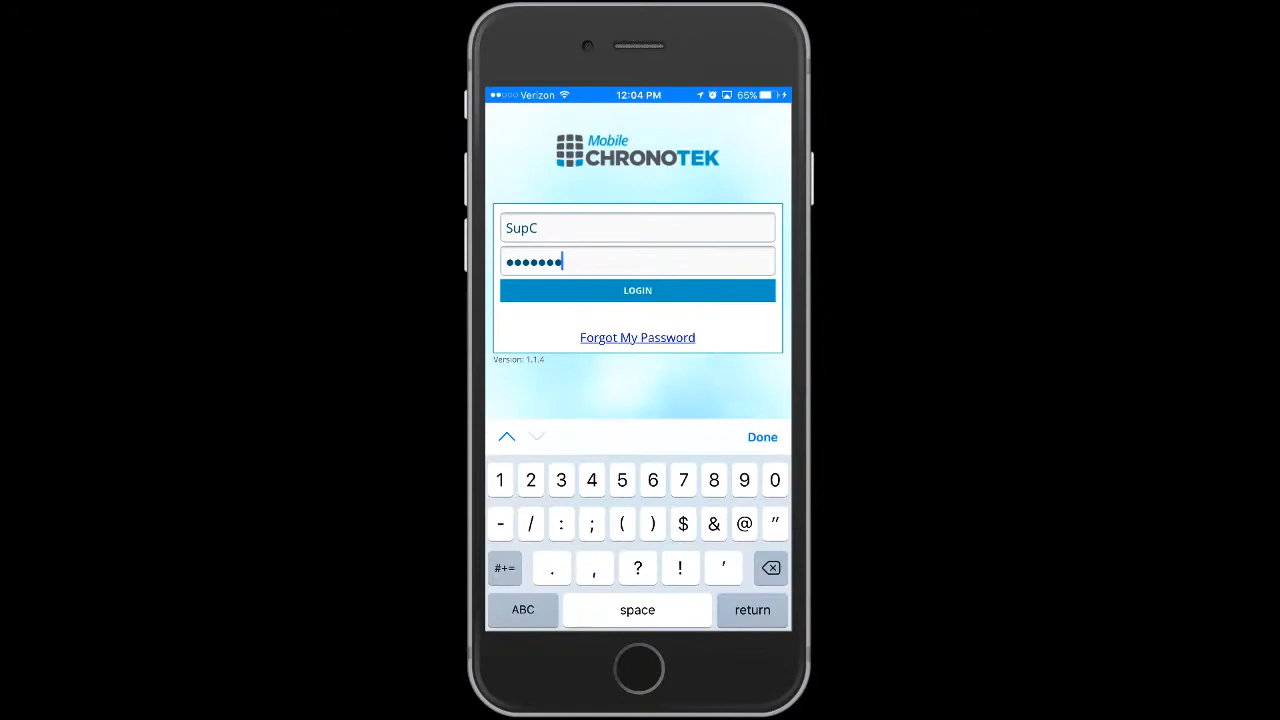 Verizon 12:04 PM 65%
Mobile
CHRONOTEK
SupC
●●●●●●●
LOGIN
Forgot My Password
Version: 1.1.4
Done
1 2 3 4 5 6 7 8 9 0
- / : ; ( ) $ & @ "
#+= . , ? ! '
ABC space return